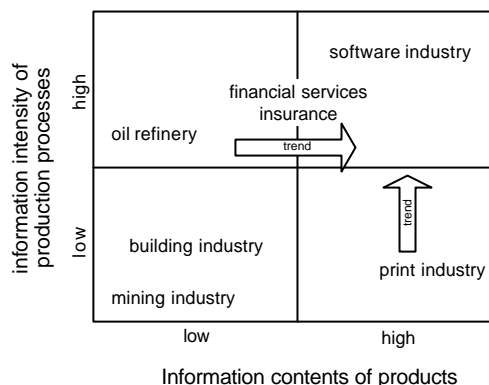 information intensity of
production processes
high
low
software industry
financial services
insurance
oil refinery
trend
trend
building industry
print industry
mining industry
low
high
Information contents of products